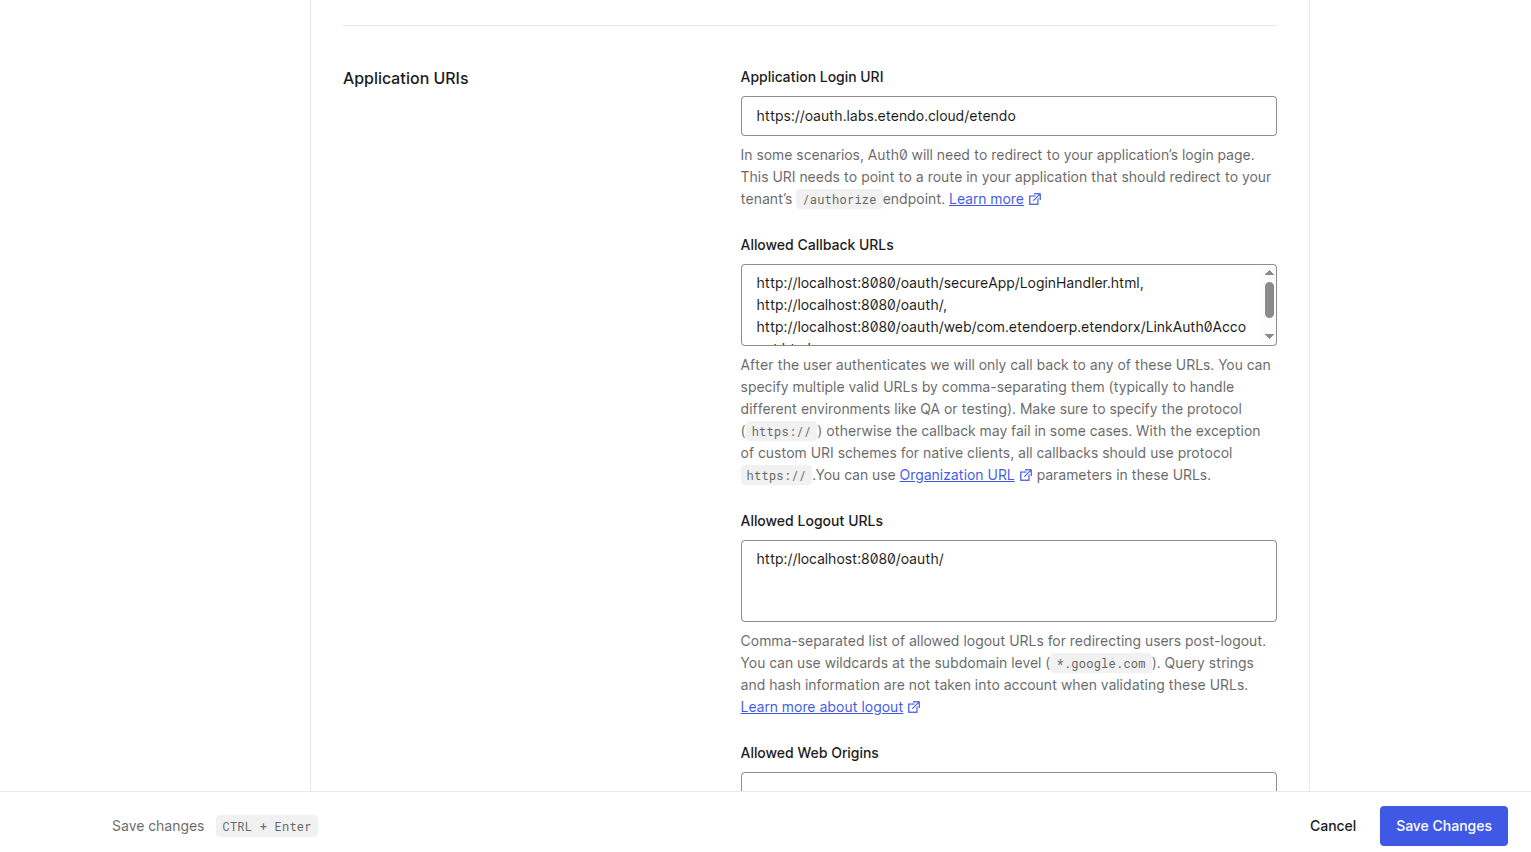 Application URIs
Application Login URI
https://oauth.labs.etendo.cloud/etendo
In some scenarios, Auth0 will need to redirect to your application's login page.
This URI needs to point to a route in your application that should redirect to your
tenant's /authorize endpoint. Learn more
Allowed Callback URLs
http://localhost:8080/oauth/secureApp/LoginHandler.html,
http://localhost:8080/oauth/,
http://localhost:8080/oauth/web/com.etendoerp.etendorx/LinkAuth0Acco
After the user authenticates we will only call back to any of these URLs. You can
specify multiple valid URLs by comma-separating them (typically to handle
different environments like QA or testing). Make sure to specify the protocol
( https:// ) otherwise the callback may fail in some cases. With the exception
of custom URI schemes for native clients, all callbacks should use protocol
https:// .You can use Organization URL parameters in these URLs.
Allowed Logout URLs
http://localhost:8080/oauth/
Comma-separated list of allowed logout URLs for redirecting users post-logout.
You can use wildcards at the subdomain level ( *.google.com ). Query strings
and hash information are not taken into account when validating these URLs.
Learn more about logout
Allowed Web Origins
Save changes CTRL + Enter
Cancel
Save Changes